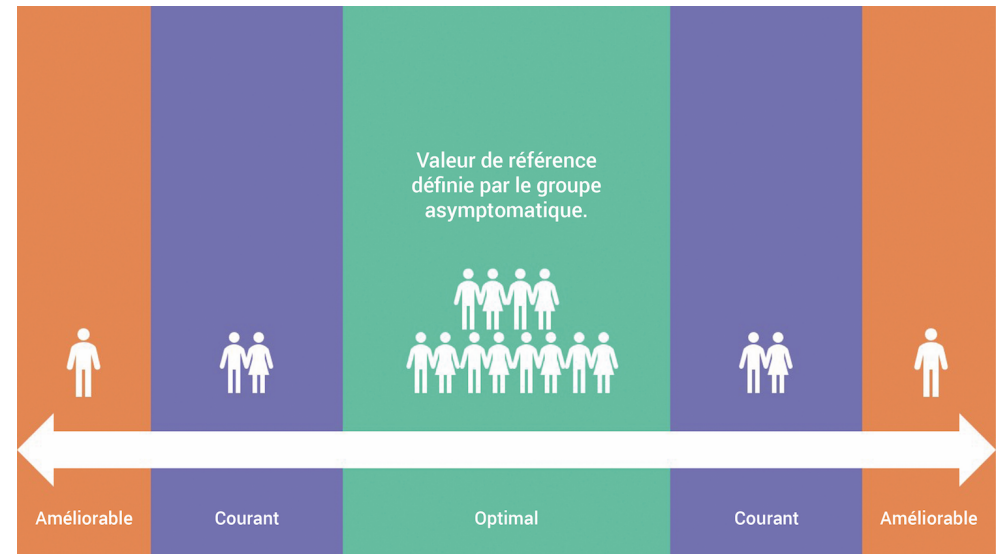 Valeur de référence
définie par le groupe
asymptomatique.
Améliorable
Courant
Optimal
Courant
Améliorable